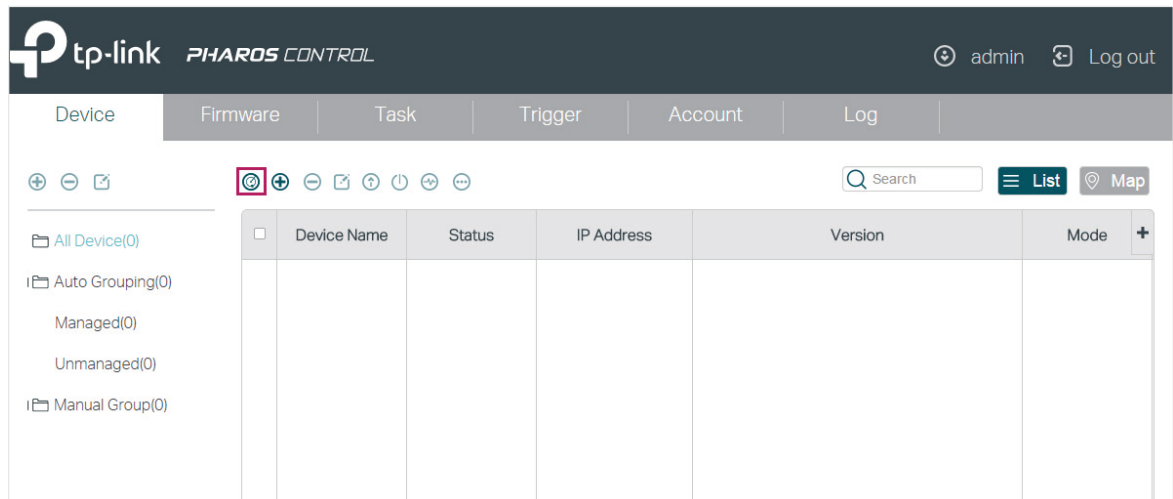 tp-link PHAROS CONTROL admin Log out
Device Firmware Task Trigger Account Log
Search List Map
Device Name Status IP Address Version Mode +
All Device(0)
Auto Grouping(0)
Managed(0)
Unmanaged(0)
Manual Group(0)